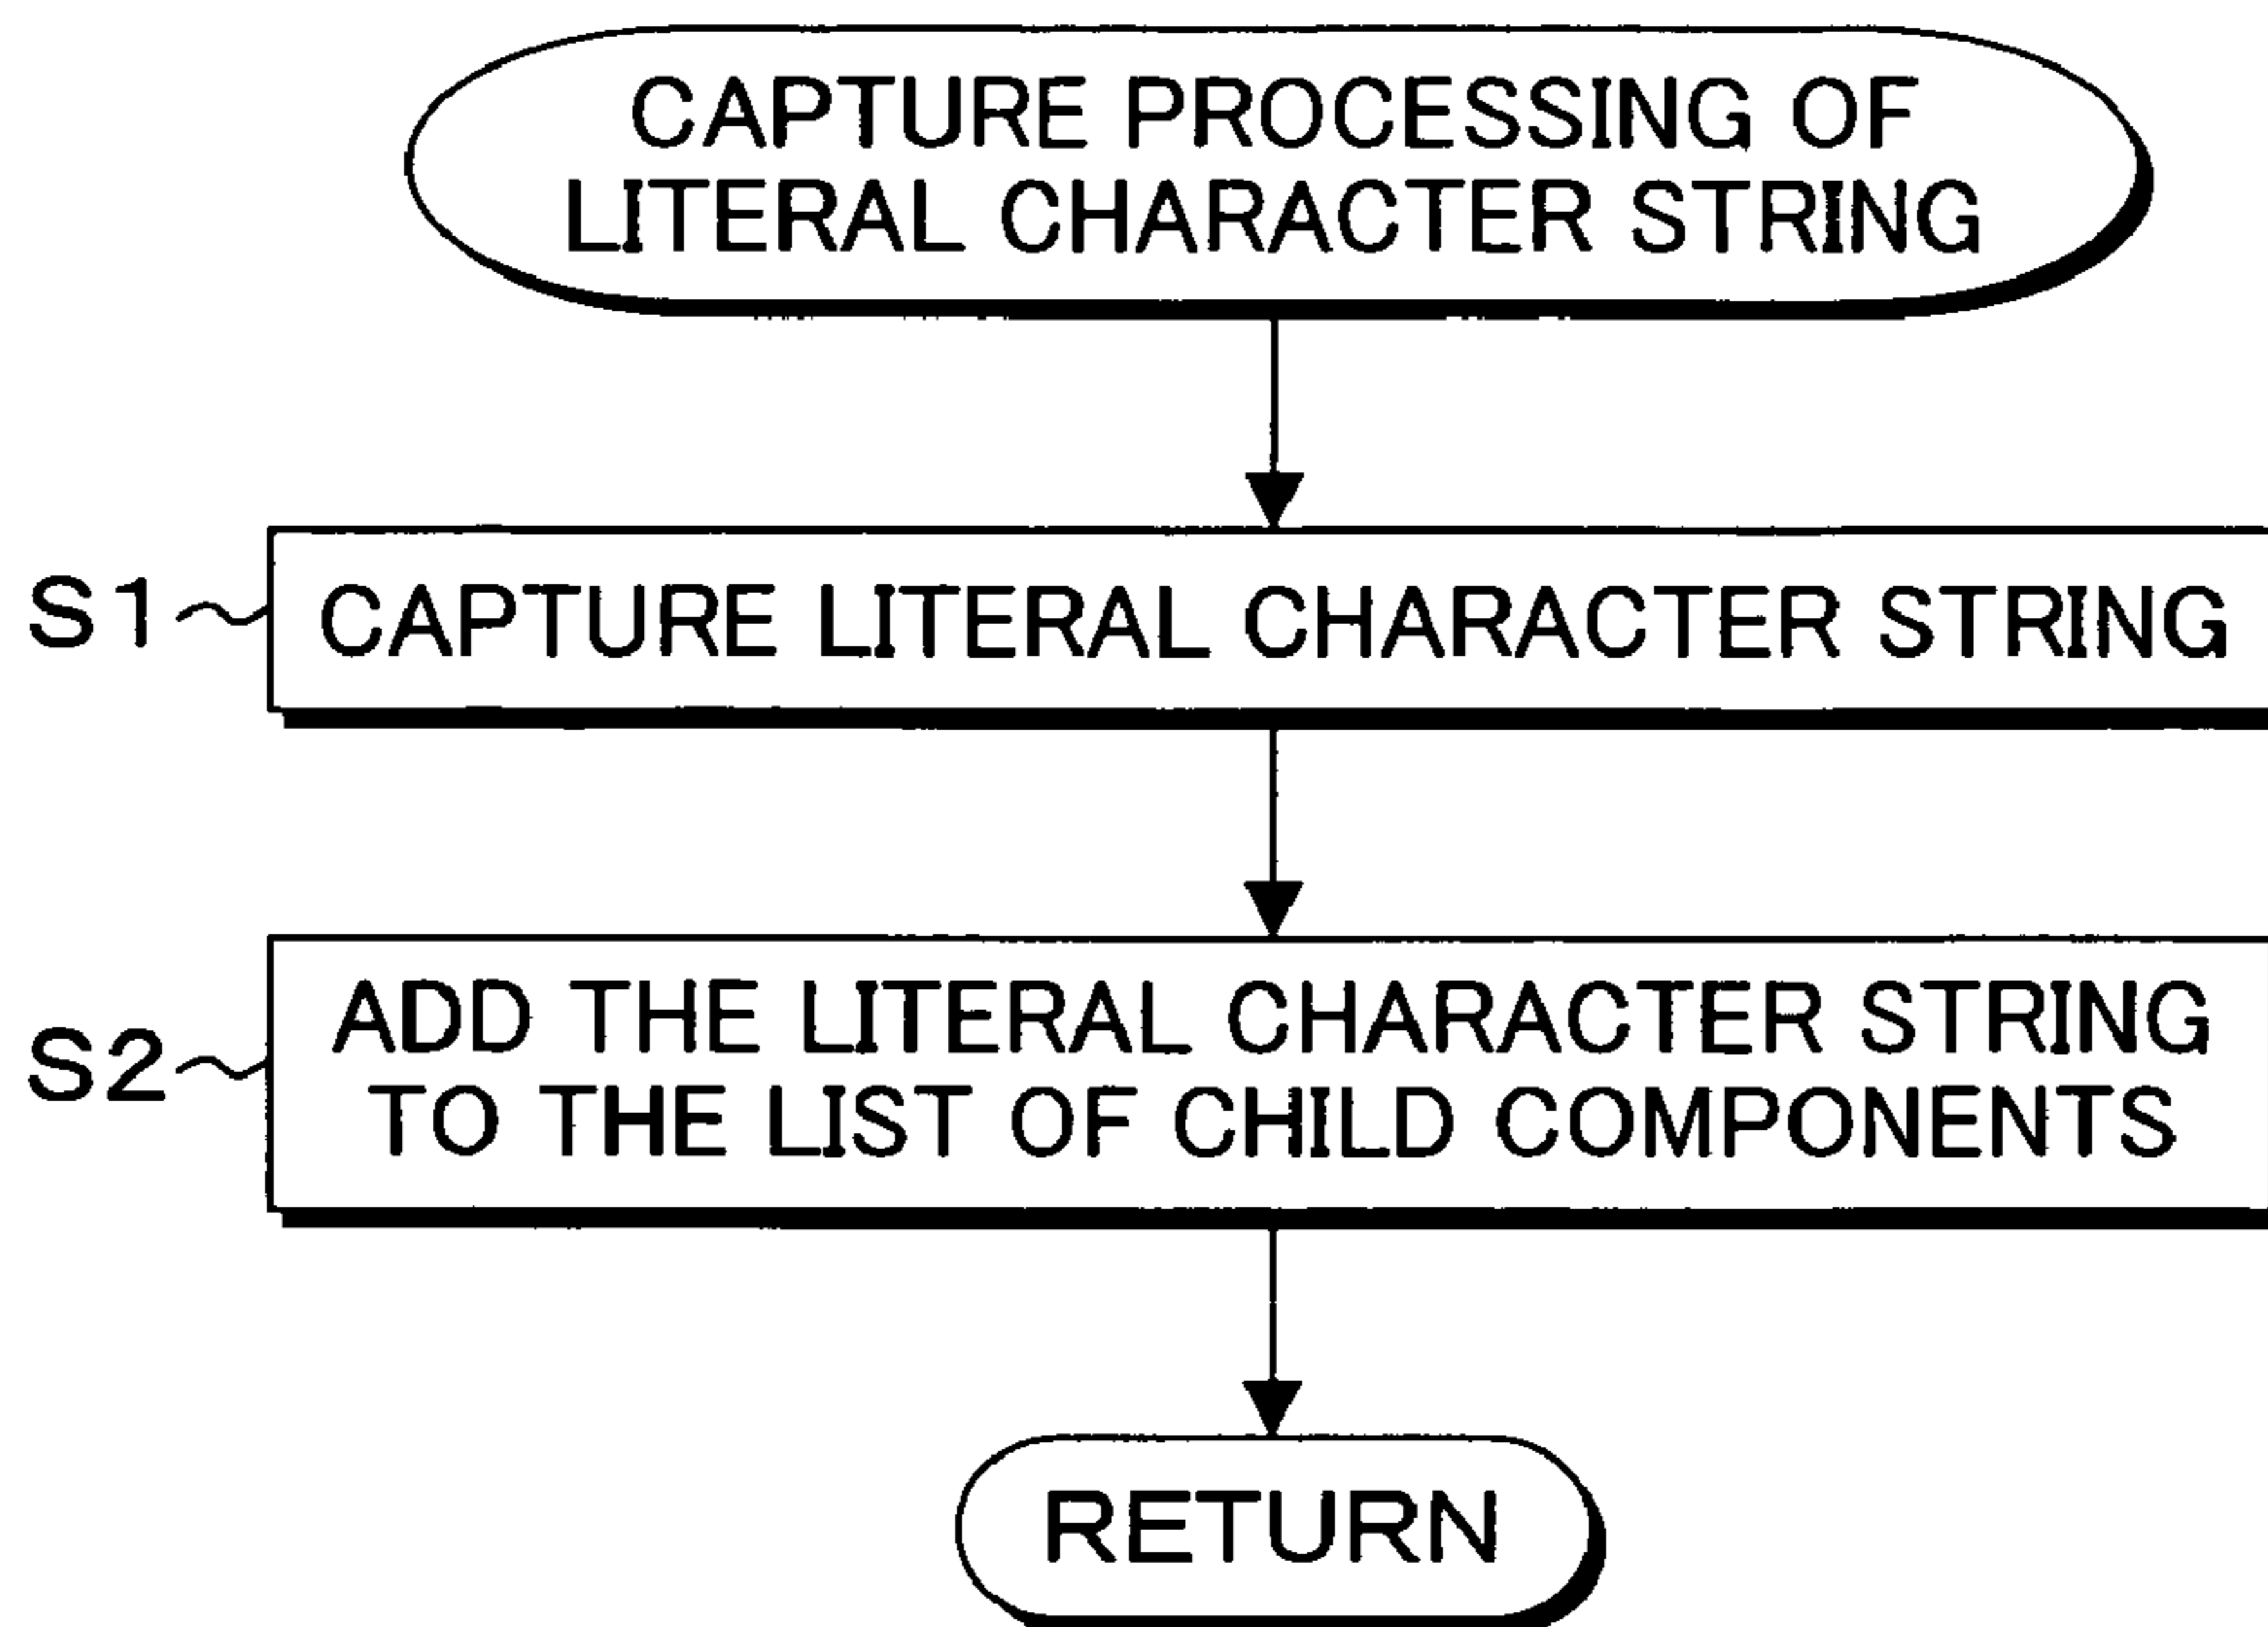 CAPTURE PROCESSING OF
LITERAL CHARACTER STRING
S1
CAPTURE LITERAL CHARACTER STRING
S2
ADD THE LITERAL CHARACTER STRING
TO THE LIST OF CHILD COMPONENTS
RETURN